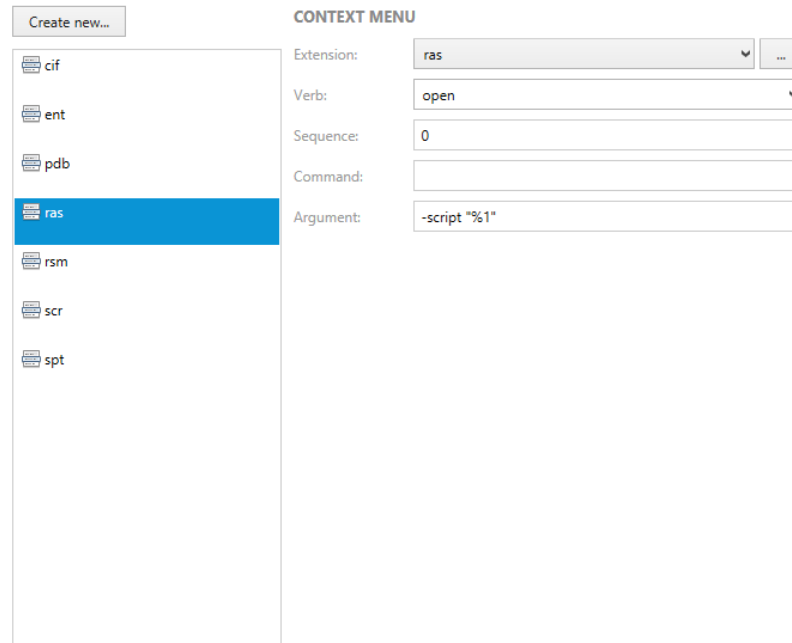 Create new...
cif
ent
pdb
ras
rsm
scr
spt
CONTEXT MENU
Extension: ras ...
Verb: open
Sequence: 0
Command:
Argument: -script "%1"